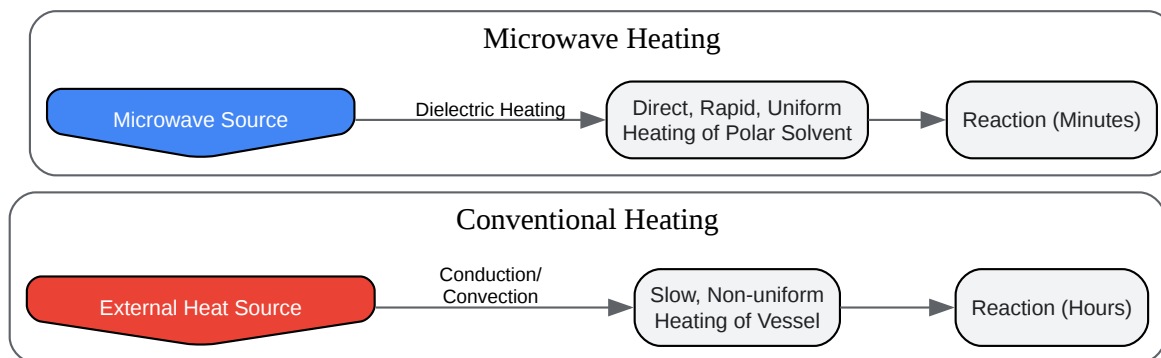 Microwave Heating
Microwave Source
Dielectric Heating
Direct, Rapid, Uniform
Heating of Polar Solvent
Reaction (Minutes)
Conventional Heating
External Heat Source
Conduction/
Convection
Slow, Non-uniform
Heating of Vessel
Reaction (Hours)